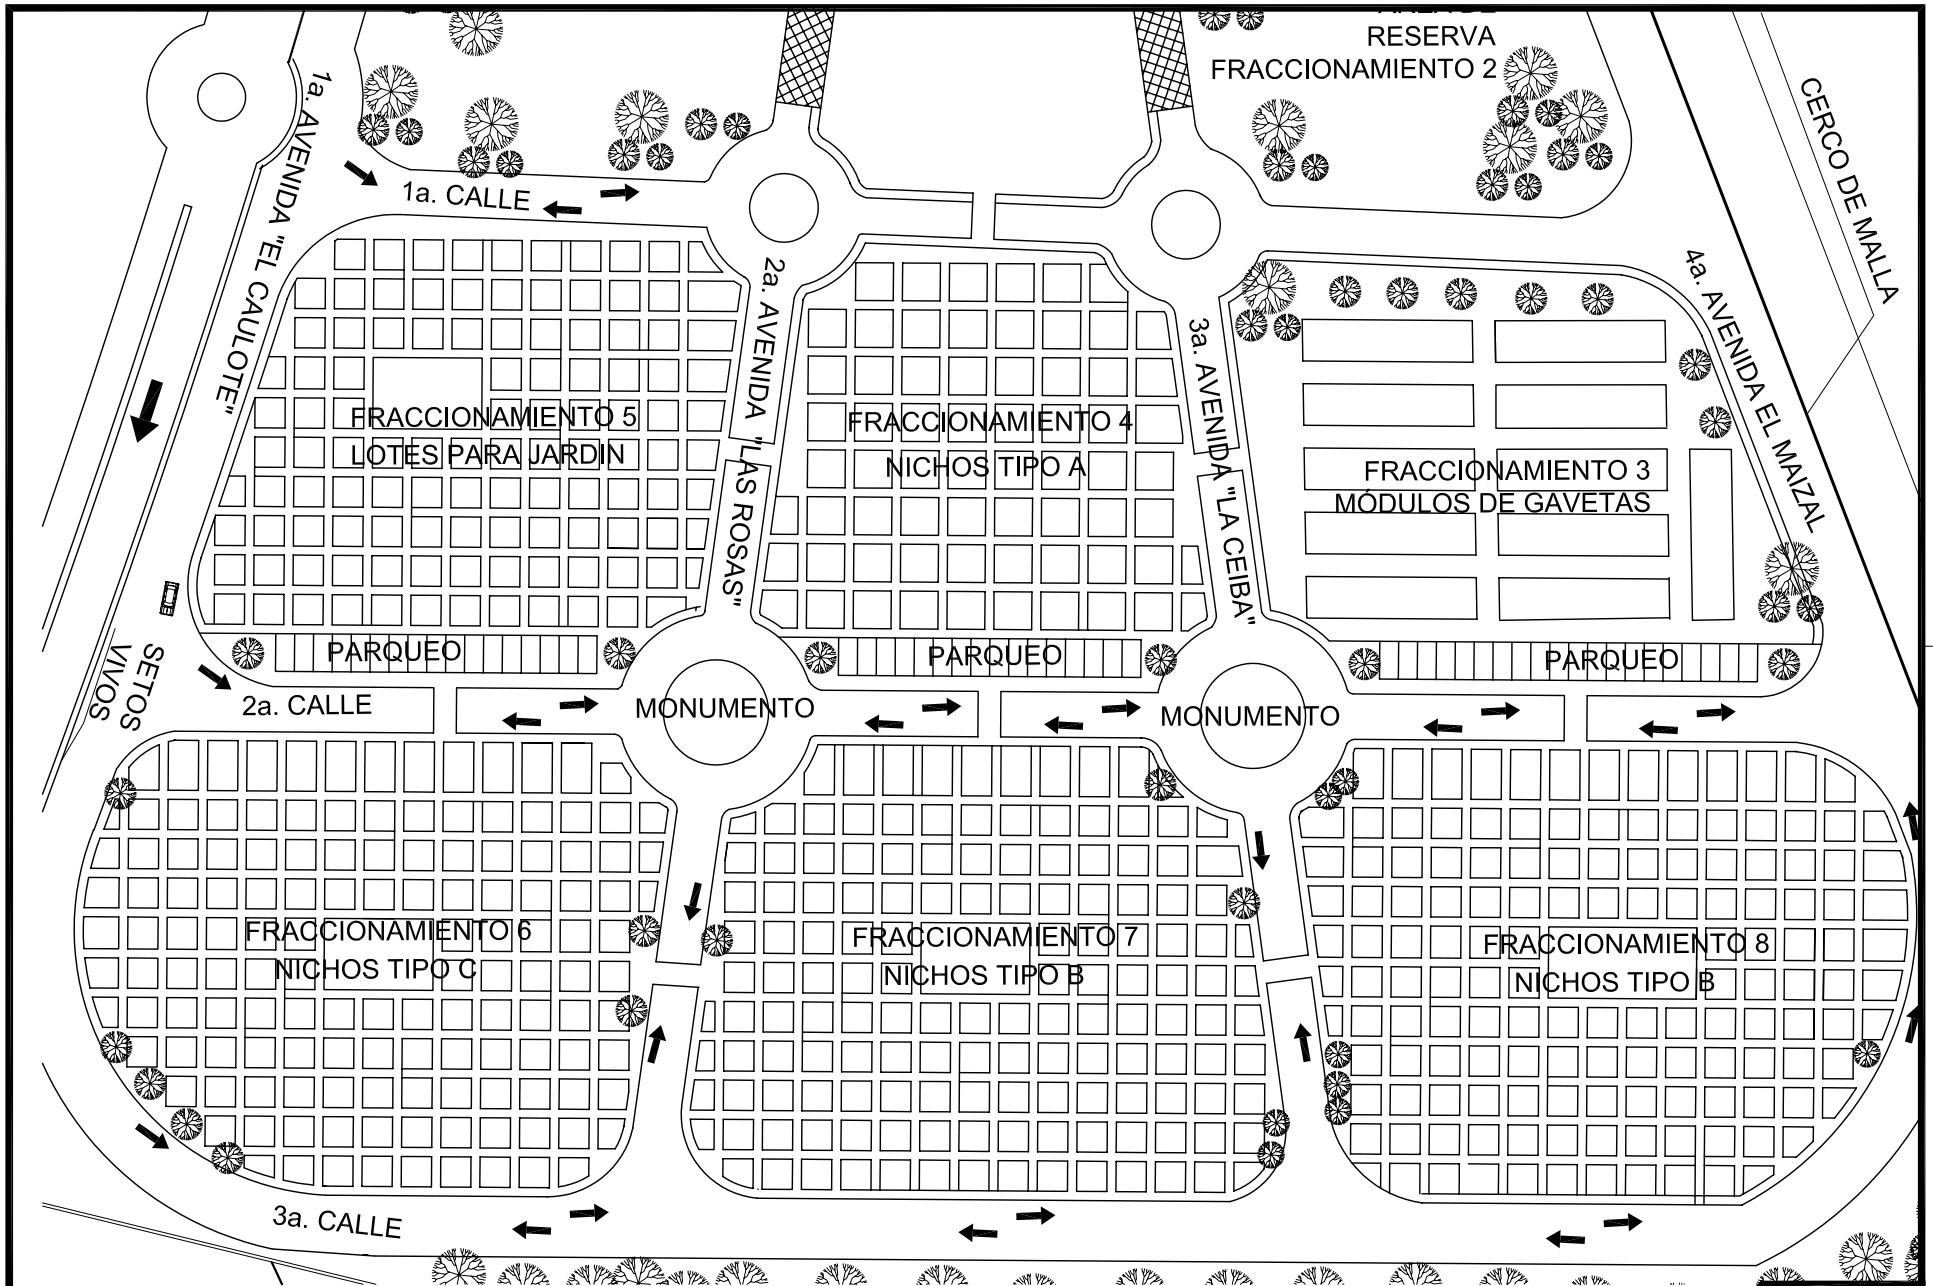 RESERVA
FRACCIONAMIENTO 2
CERCO DE MALLA
1a. AVENIDA "EL CAULOTE"
1a. CALLE
2a. AVENIDA "LAS ROSAS"
3a. AVENIDA "LA CEIBA"
4a. AVENIDA EL MAIZAL
FRACCIONAMIENTO 5
LOTES PARA JARDIN
FRACCIONAMIENTO 4
NICHOS TIPO A
FRACCIONAMIENTO 3
MÓDULOS DE GAVETAS
SETOS
VIVOS
PARQUEO
PARQUEO
PARQUEO
2a. CALLE
MONUMENTO
MONUMENTO
FRACCIONAMIENTO 6
NICHOS TIPO C
FRACCIONAMIENTO 7
NICHOS TIPO B
FRACCIONAMIENTO 8
NICHOS TIPO B
3a. CALLE